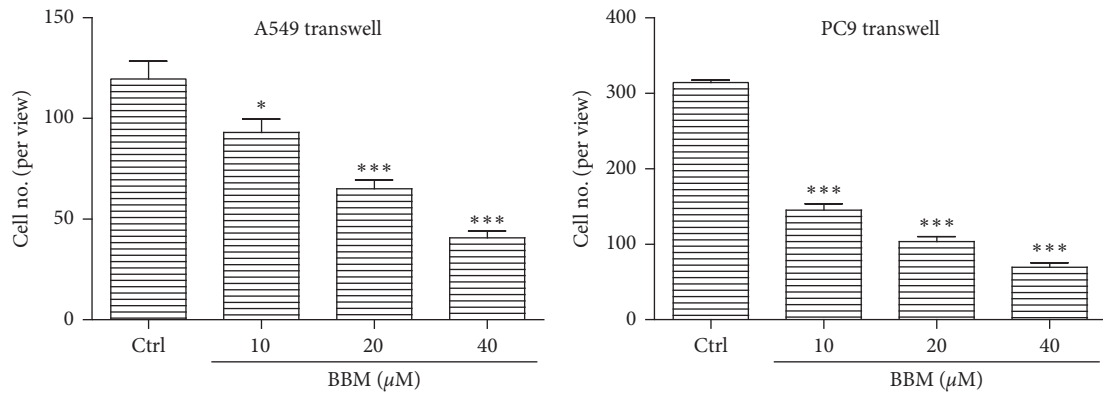 A549 transwell
Cell no. (per view)
150
100
50
0
*
***
***
Ctrl 10 20 40
BBM (μM)
PC9 transwell
Cell no. (per view)
400
300
200
100
0
***
***
***
Ctrl 10 20 40
BBM (μM)